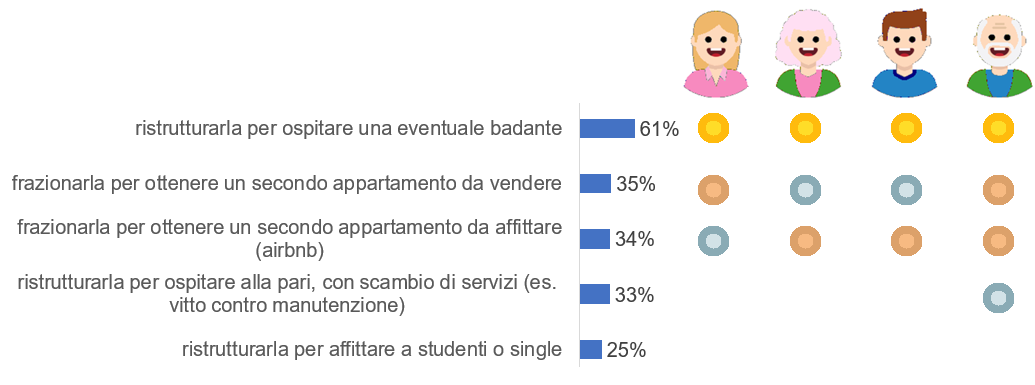 ristrutturarla per ospitare una eventuale badante
61%
frazionarla per ottenere un secondo appartamento da vendere
35%
frazionarla per ottenere un secondo appartamento da affittare
(airbnb)
34%
ristrutturarla per ospitare alla pari, con scambio di servizi (es.
vitto contro manutenzione)
33%
ristrutturarla per affittare a studenti o single
25%